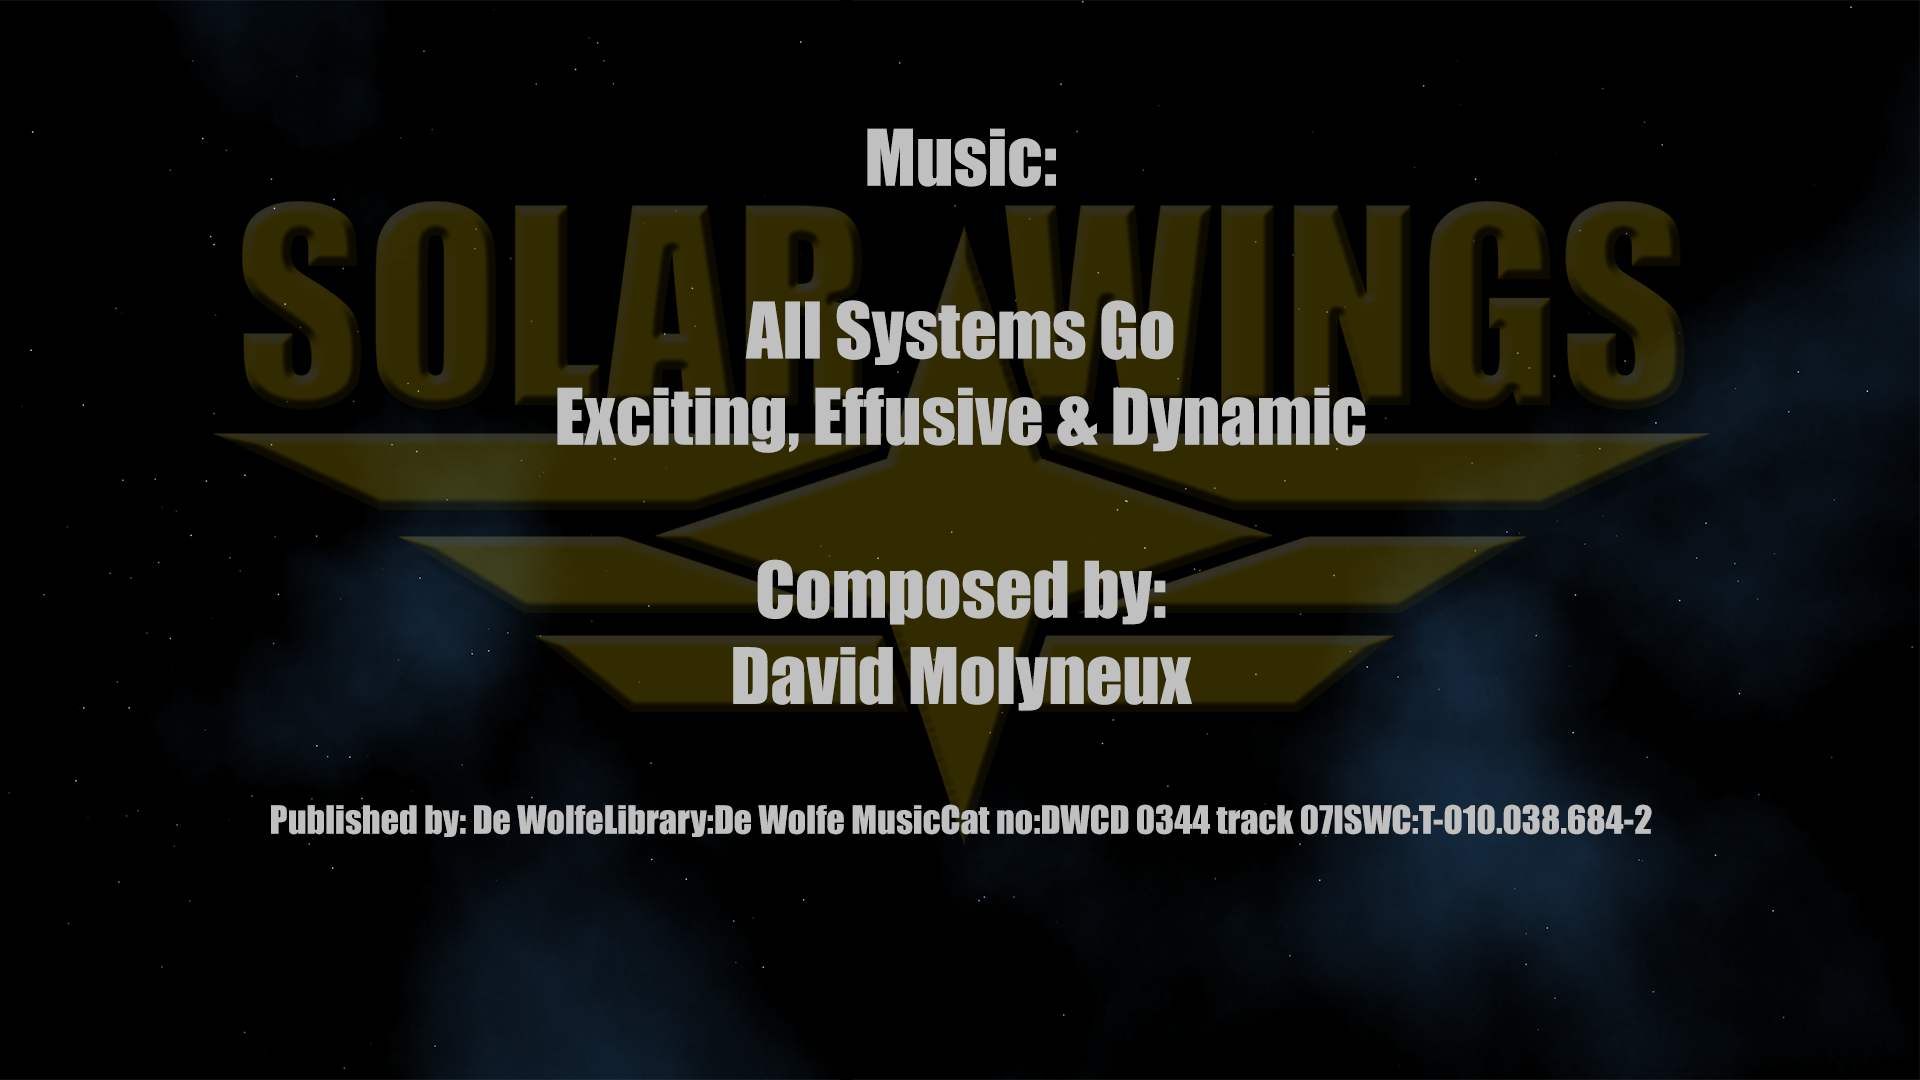 Music:
SOLAR WINGS
All Systems Go
Exciting, Effusive & Dynamic
Composed by:
David Molyneux
Published by: De WolfeLibrary:De Wolfe MusicCat no:DWCD 0344 track 07ISWC:T-010.038.684-2